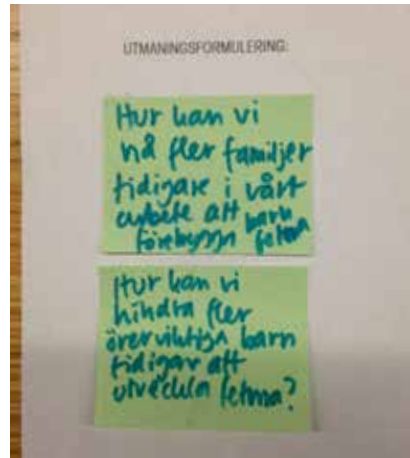 UTMANINGSFORMULERING:
Hur kan vi
nå fler familjer
tidigare i vårt
arbete att barn
förebygga fetma
Hur kan vi
hindra fler
överviktiga barn
tidigare att
utveckla fetma?